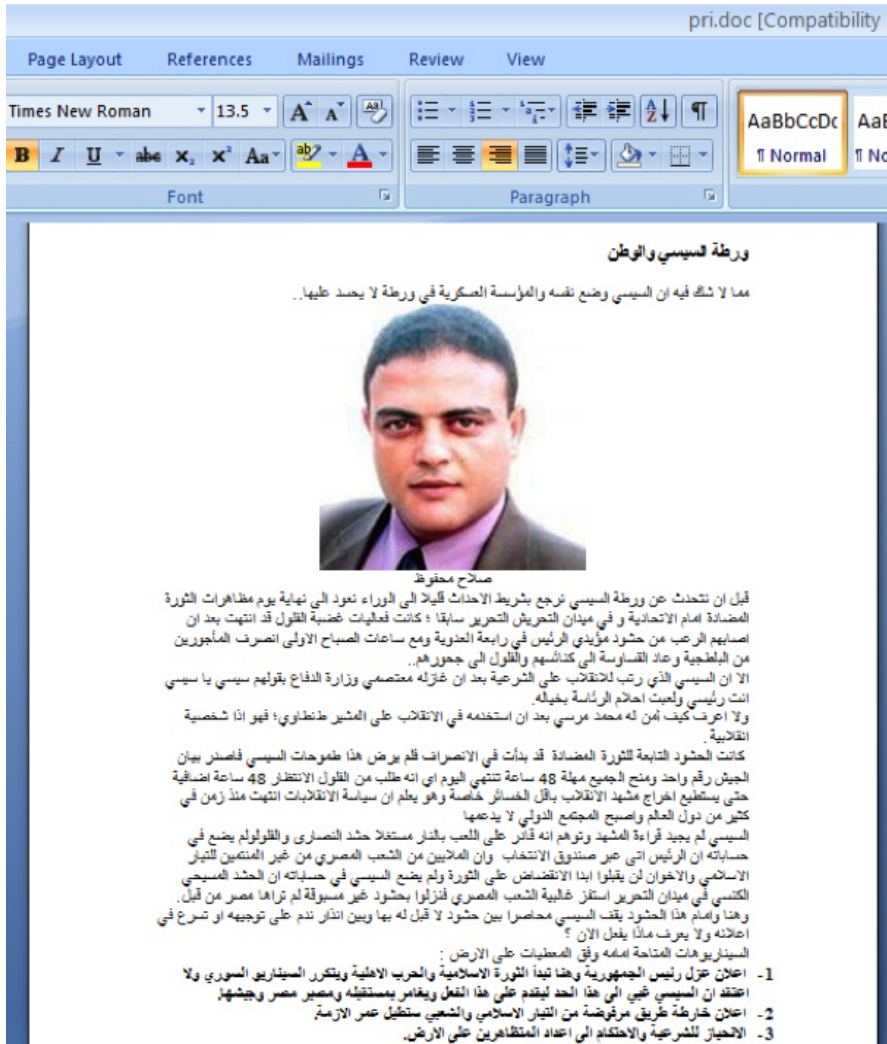 pri.doc [Compatibility
Page Layout References Mailings Review View
Times New Roman 13.5 A A Aa
B I U abc x₂ x² Aa ab A
AaBbCcDc AaB
¶ Normal ¶ No
Font Paragraph
ورطة السيسي والوطن
مما لا شك فيه ان السيسي وضع نفسه والمؤسسة العسكرية في ورطة لا يحسد عليها..
صلاح محفوظ
قبل ان نتحدث عن ورطة السيسي نرجع بشريط الاحداث قليلا الى الوراء نعود الى نهاية يوم مظاهرات الثورة
المضادة امام الاتحادية و في ميدان التحريش التحرير سابقا ؛ كانت فعاليات غضبة الفلول قد انتهت بعد ان
اصابهم الرعب من حشود مؤيدي الرئيس في رابعة العدوية ومع ساعات الصباح الاولى انصرف المأجورين
من البلطجية وعاد القساوسة الى كنائسهم والفلول الى جحورهم..
الا ان السيسي الذي رتب للانقلاب على الشرعية بعد ان غازله معتصمي وزارة الدفاع بقولهم سيسي يا سيسي
انت رئيسي ولعبت احلام الرئاسة بخياله.
ولا اعرف كيف أمن له محمد مرسي بعد ان استخدمه في الانقلاب على المشير طنطاوي؛ فهو اذا شخصية
انقلابية .
كانت الحشود التابعة للثورة المضادة قد بدأت في الانصراف فلم يرض هذا طموحات السيسي فاصدر بيان
الجيش رقم واحد ومنح الجميع مهلة 48 ساعة تنتهي اليوم اي انه طلب من الفلول الانتظار 48 ساعة اضافية
حتى يستطيع اخراج مشهد الانقلاب باقل الخسائر خاصة وهو يعلم ان سياسة الانقلابات انتهت منذ زمن في
كثير من دول العالم واصبح المجتمع الدولي لا يدعمها
السيسي لم يجيد قراءة المشهد وتوهم انه قادر على اللعب بالنار مستغلا حشد النصارى والفلولولم يضع في
حساباته ان الرئيس اتى عبر صندوق الانتخاب وان الملايين من الشعب المصري من غير المنتمين للتيار
الاسلامي والاخوان لن يقبلوا ابدا الانقضاض على الثورة ولم يضع السيسي في حساباته ان الحشد المسيحي
الكنسي في ميدان التحرير استفز غالبية الشعب المصري فنزلوا بحشود غير مسبوقة لم تراها مصر من قبل.
وهنا وامام هذا الحشود يقف السيسي محاصرا بين حشود لا قبل له بها وبين انذار ندم على توجيهه او تسرع في
اعلانه ولا يعرف ماذا يفعل الان ؟
السيناريوهات المتاحة امامه وفق المعطيات على الارض :
1- اعلان عزل رئيس الجمهورية وهنا تبدأ الثورة الاسلامية والحرب الاهلية ويتكرر السيناريو السوري ولا
اعتقد ان السيسي غبي الى هذا الحد ليقدم على هذا الفعل ويغامر بمستقبله ومصير مصر وجيشها.
2- اعلان خارطة طريق مرفوضة من التيار الاسلامي والشعبي ستطيل عمر الازمة.
3- الانحياز للشرعية والاحتكام الى اعداد المتظاهرين على الارض.